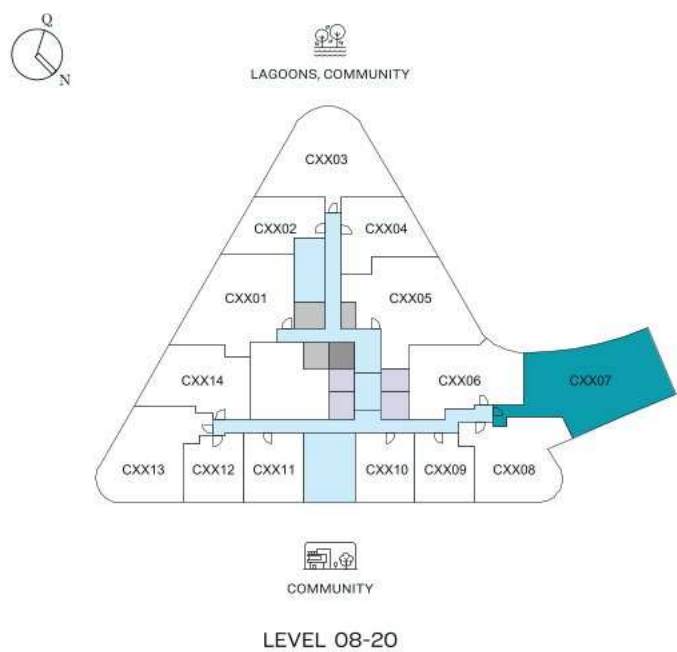 Q
N
LAGOONS, COMMUNITY
CXX03
CXX02
CXX04
CXX01
CXX05
CXX14
CXX06
CXX07
CXX13
CXX12
CXX11
CXX10
CXX09
CXX08
COMMUNITY
LEVEL 08-20